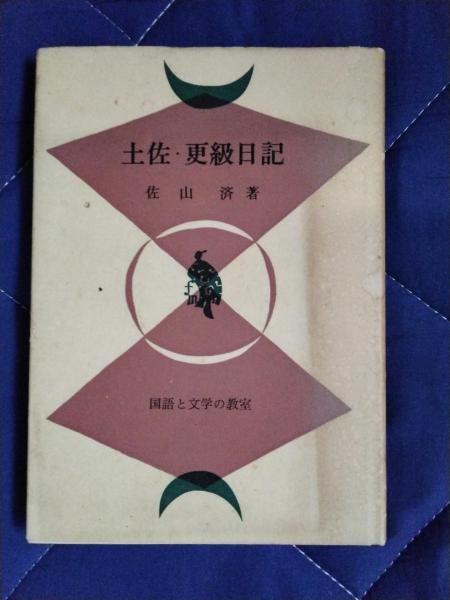 土佐・更級日記
佐山済著
国語と文学の教室